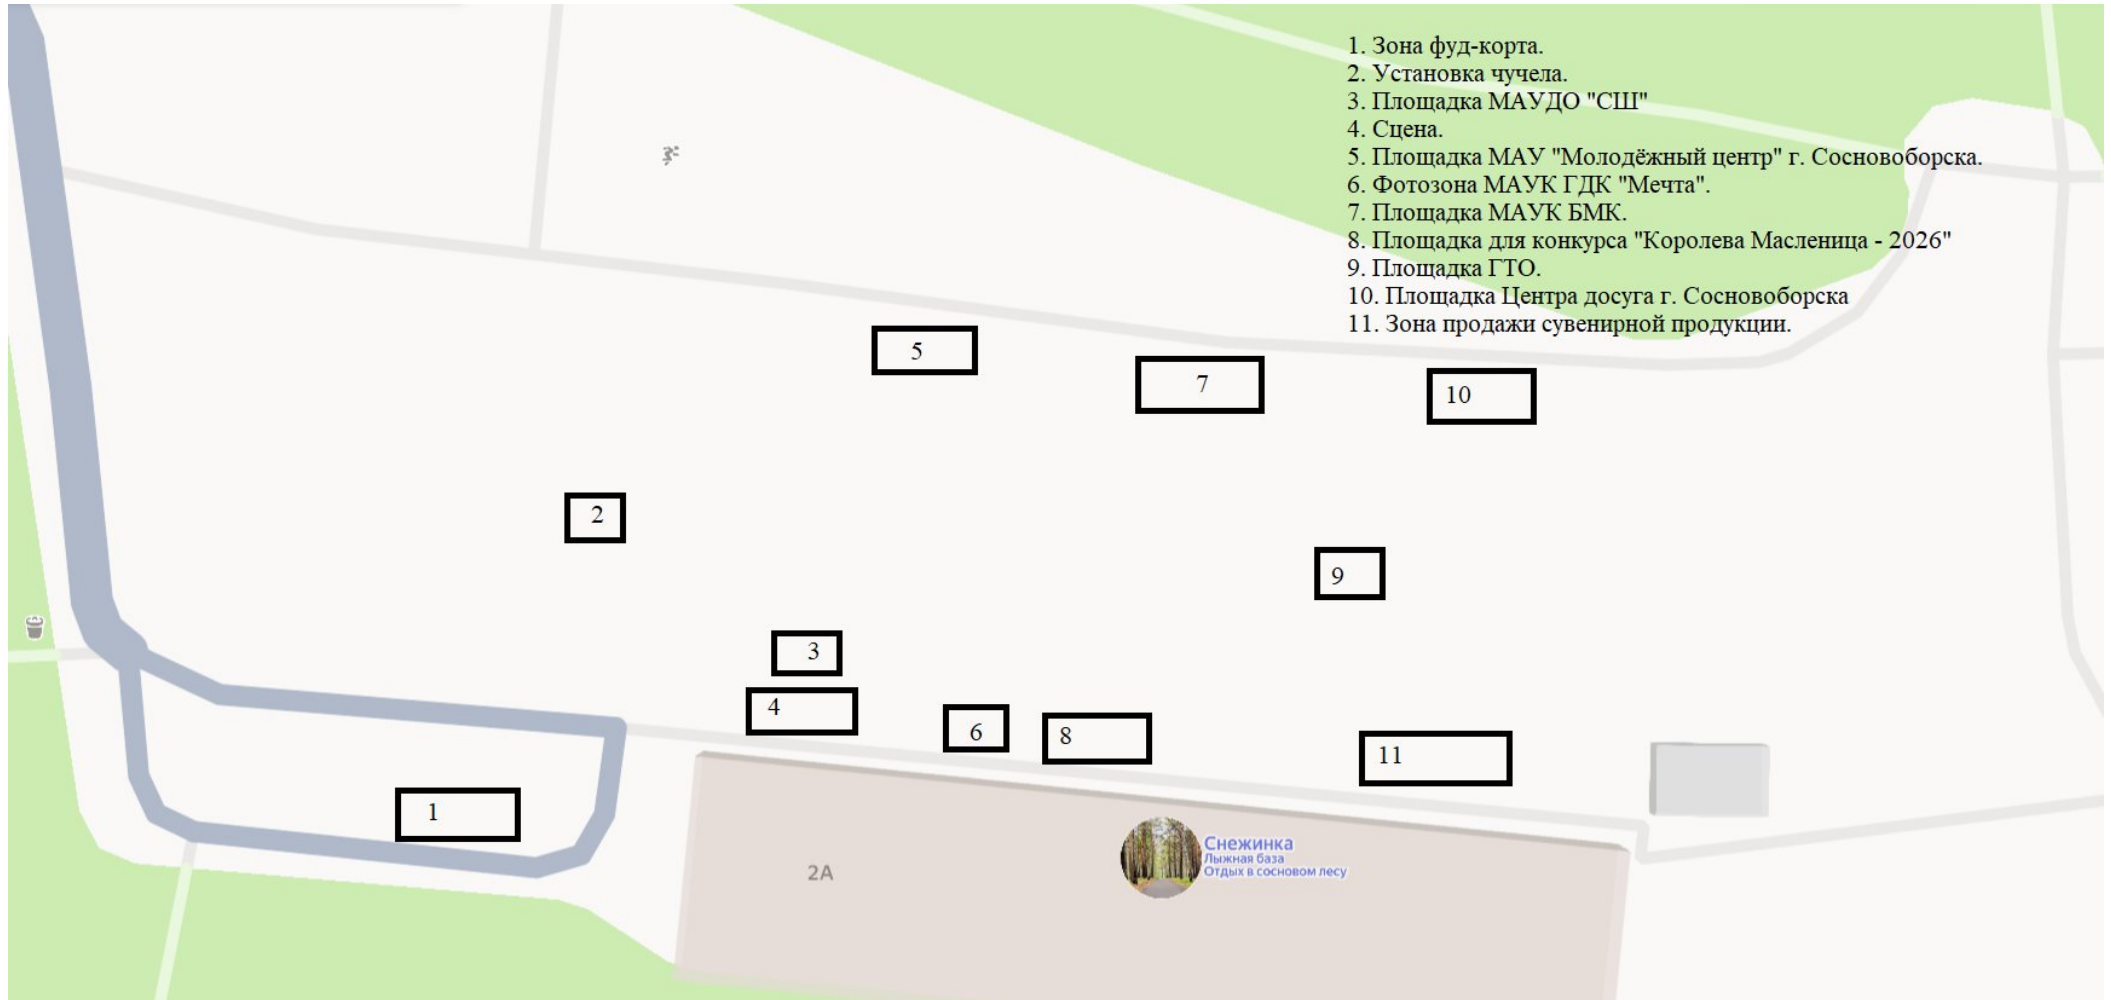 1. Зона фуд-корта.
2. Установка чучела.
3. Площадка МАУДО "СШ"
4. Сцена.
5. Площадка МАУ "Молодёжный центр" г. Сосновоборска.
6. Фотозона МАУК ГДК "Мечта".
7. Площадка МАУК БМК.
8. Площадка для конкурса "Королева Масленица - 2026"
9. Площадка ГТО.
10. Площадка Центра досуга г. Сосновоборска
11. Зона продажи сувенирной продукции.
5
7
10
2
9
3
4
6
8
11
1
Снежинка
Лыжная база
Отдых в сосновом лесу
2А